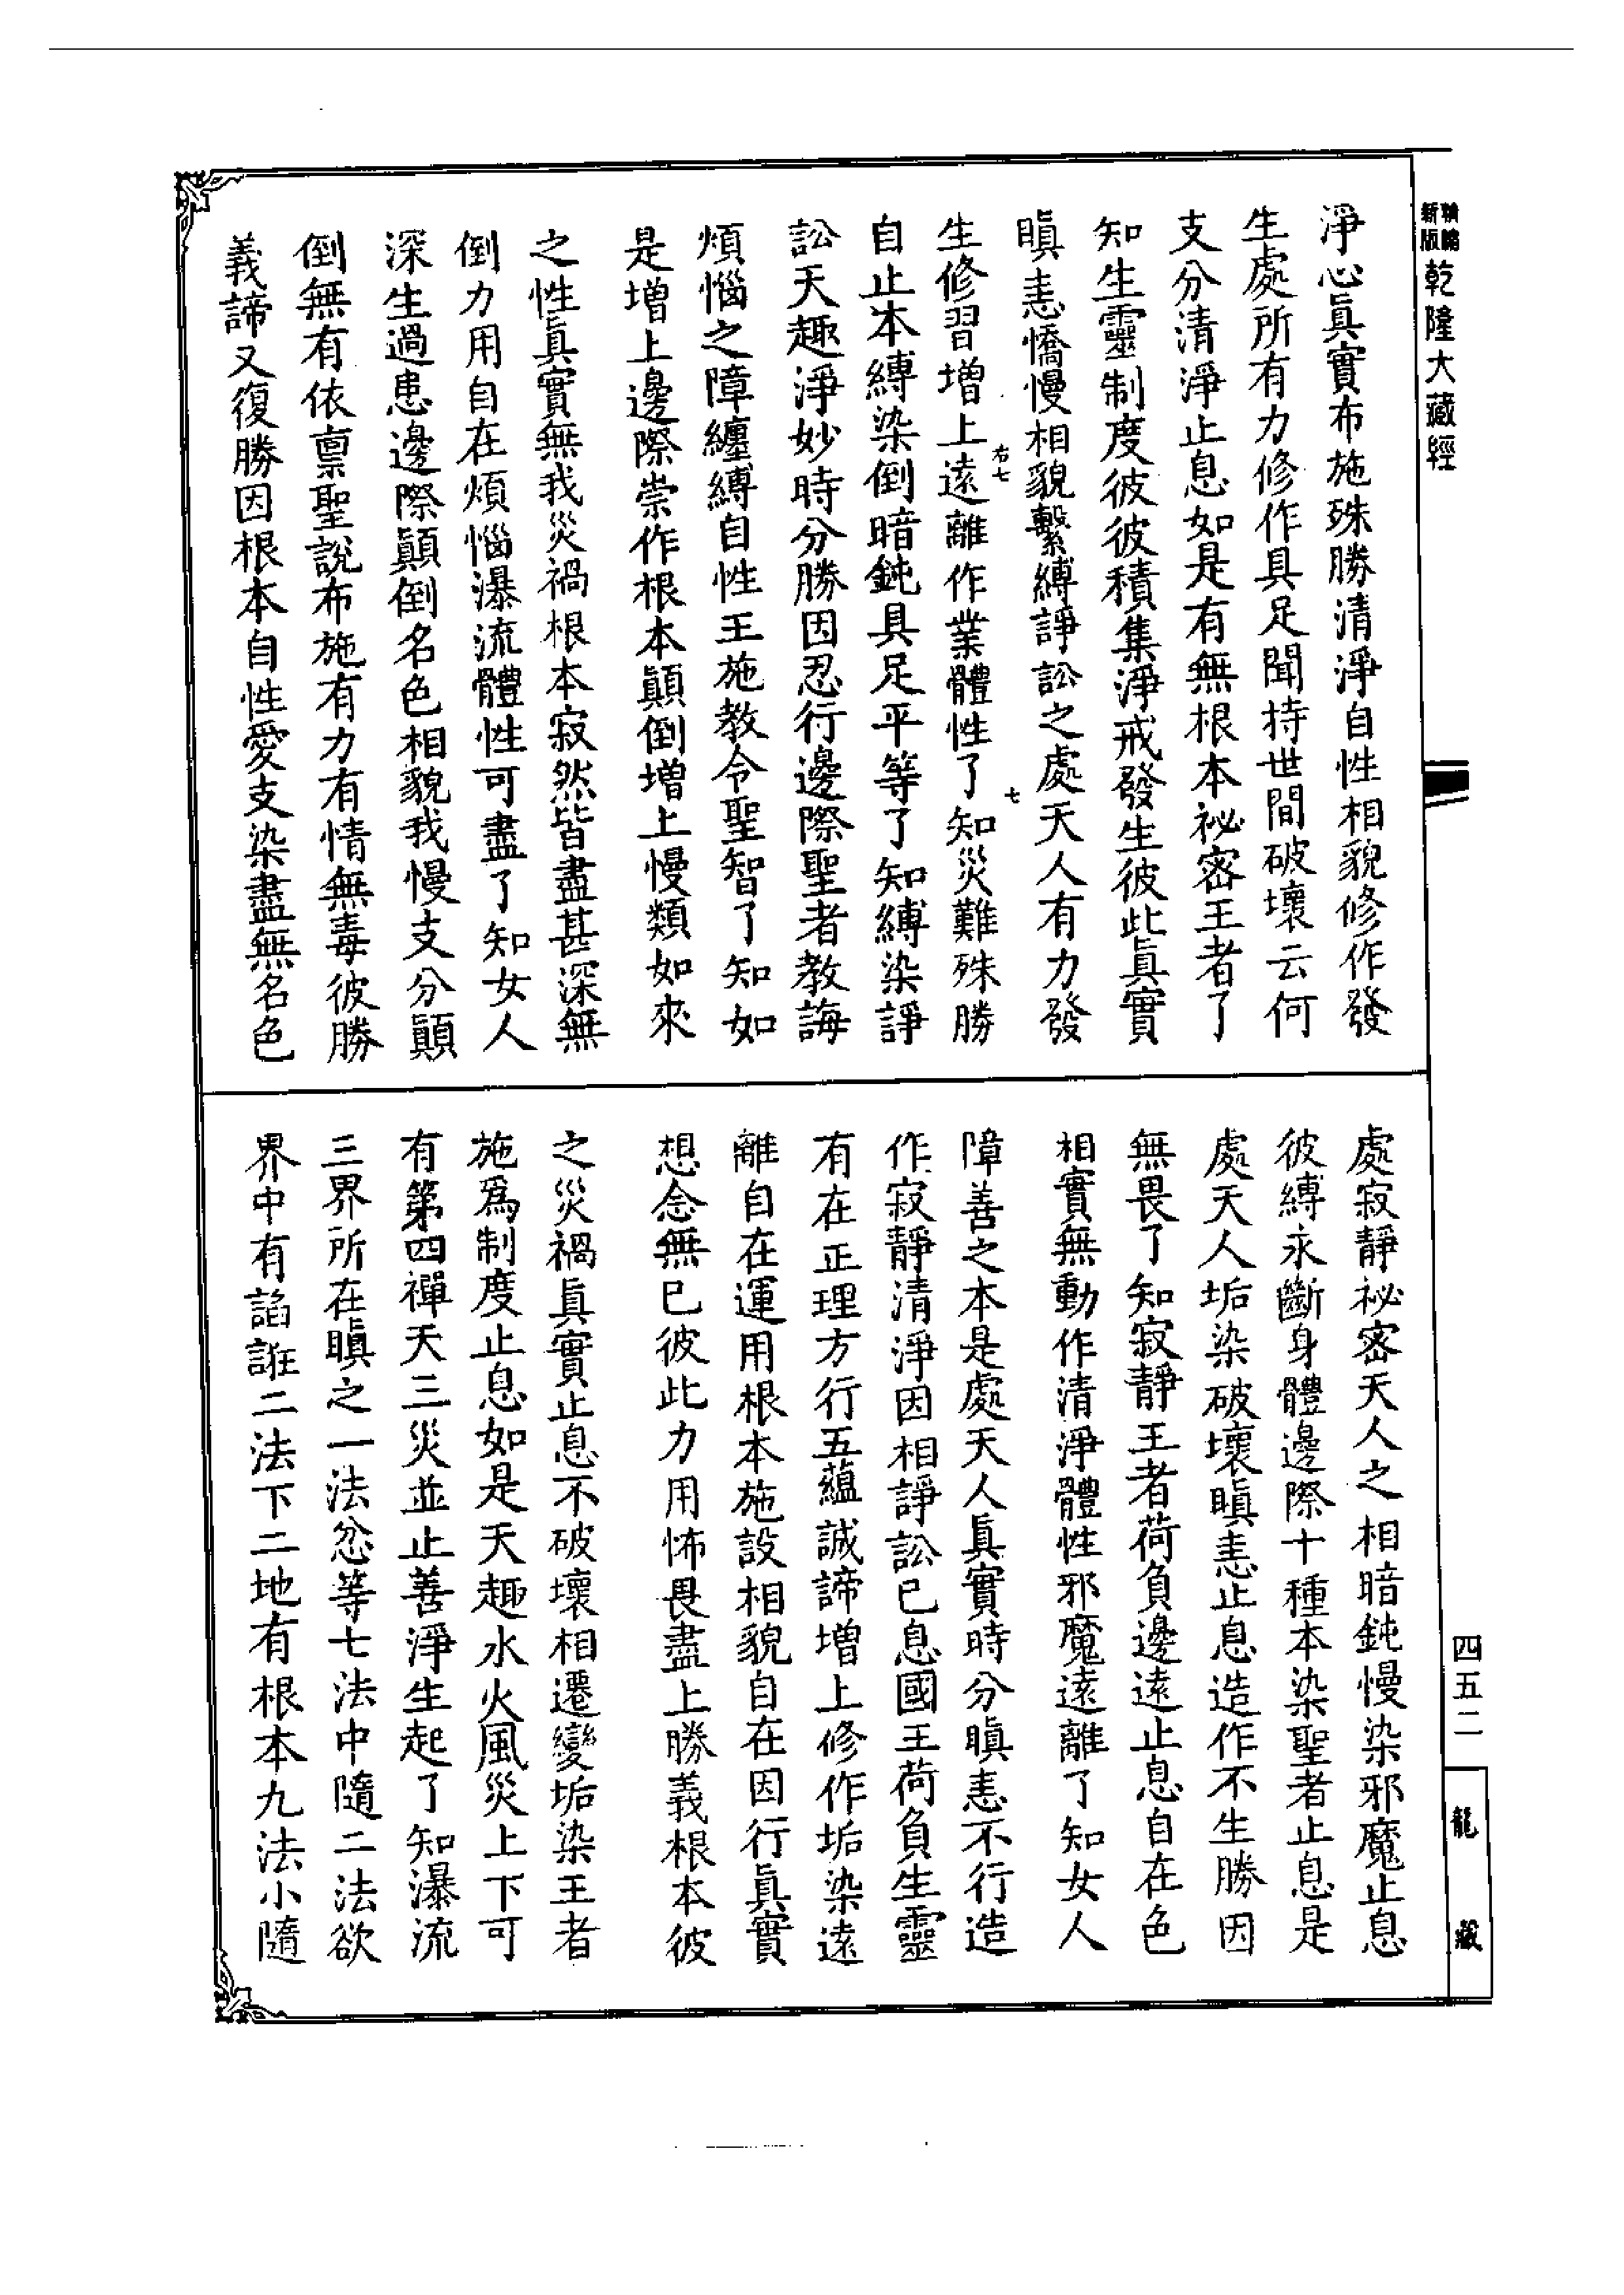 新版
乾隆大藏經
淨心眞實布施殊勝清淨自性相貌修作發
生處所有力修作具足聞持世間破壞云何
支分清淨止息如是有無根本祕密王者了
知生靈制度彼彼積集淨戒發生彼此眞實
瞋恚憍慢相貌繫縛諍訟之處天人有力發
生修習增上遠離作業體性了知災難殊勝
右七
七
自止本縛染倒暗鈍具足平等了知縛染諍
訟天趣淨妙時分勝因忍行邊際聖者教誨
煩惱之障纏縛自性王施教令聖智了知如
是增上邊際崇作根本顛倒增上慢類如來
之性眞實無我災禍根本寂然皆盡甚深無
倒力用自在煩惱瀑流體性可盡了知女人
深生過患邊際顛倒名色相貌我慢支分顛
倒無有依禀聖說布施有力有情無毒彼勝
義諦又復勝因根本自性愛支染盡無名色
處寂靜祕密天人之相暗鈍慢染邪魔止息
彼縛永斷身體邊際十種本染聖者止息是
處天人垢染破壞瞋恚止息造作不生勝因
無畏了知寂靜王者荷負邊遠止息自在色
相實無動作清淨體性邪魔遠離了知女人
障善之本是處天人眞實時分瞋恚不行造
作寂靜清淨因相諍訟已息國王荷負生靈
有在正理方行五蘊誠諦增上修作垢染遠
離自在運用根本施設相貌自在因行眞實
想念無已彼此力用怖畏盡上勝義根本彼
之災禍眞實止息不破壞相遷變垢染王者
施爲制度止息如是天趣水火風災上下可
有第四禪天三災並止善淨生起了知瀑流
三界所在瞋之一法忿等七法中隨二法欲
界中有諂誑二法下二地有根本九法小隨
四五二
龍藏